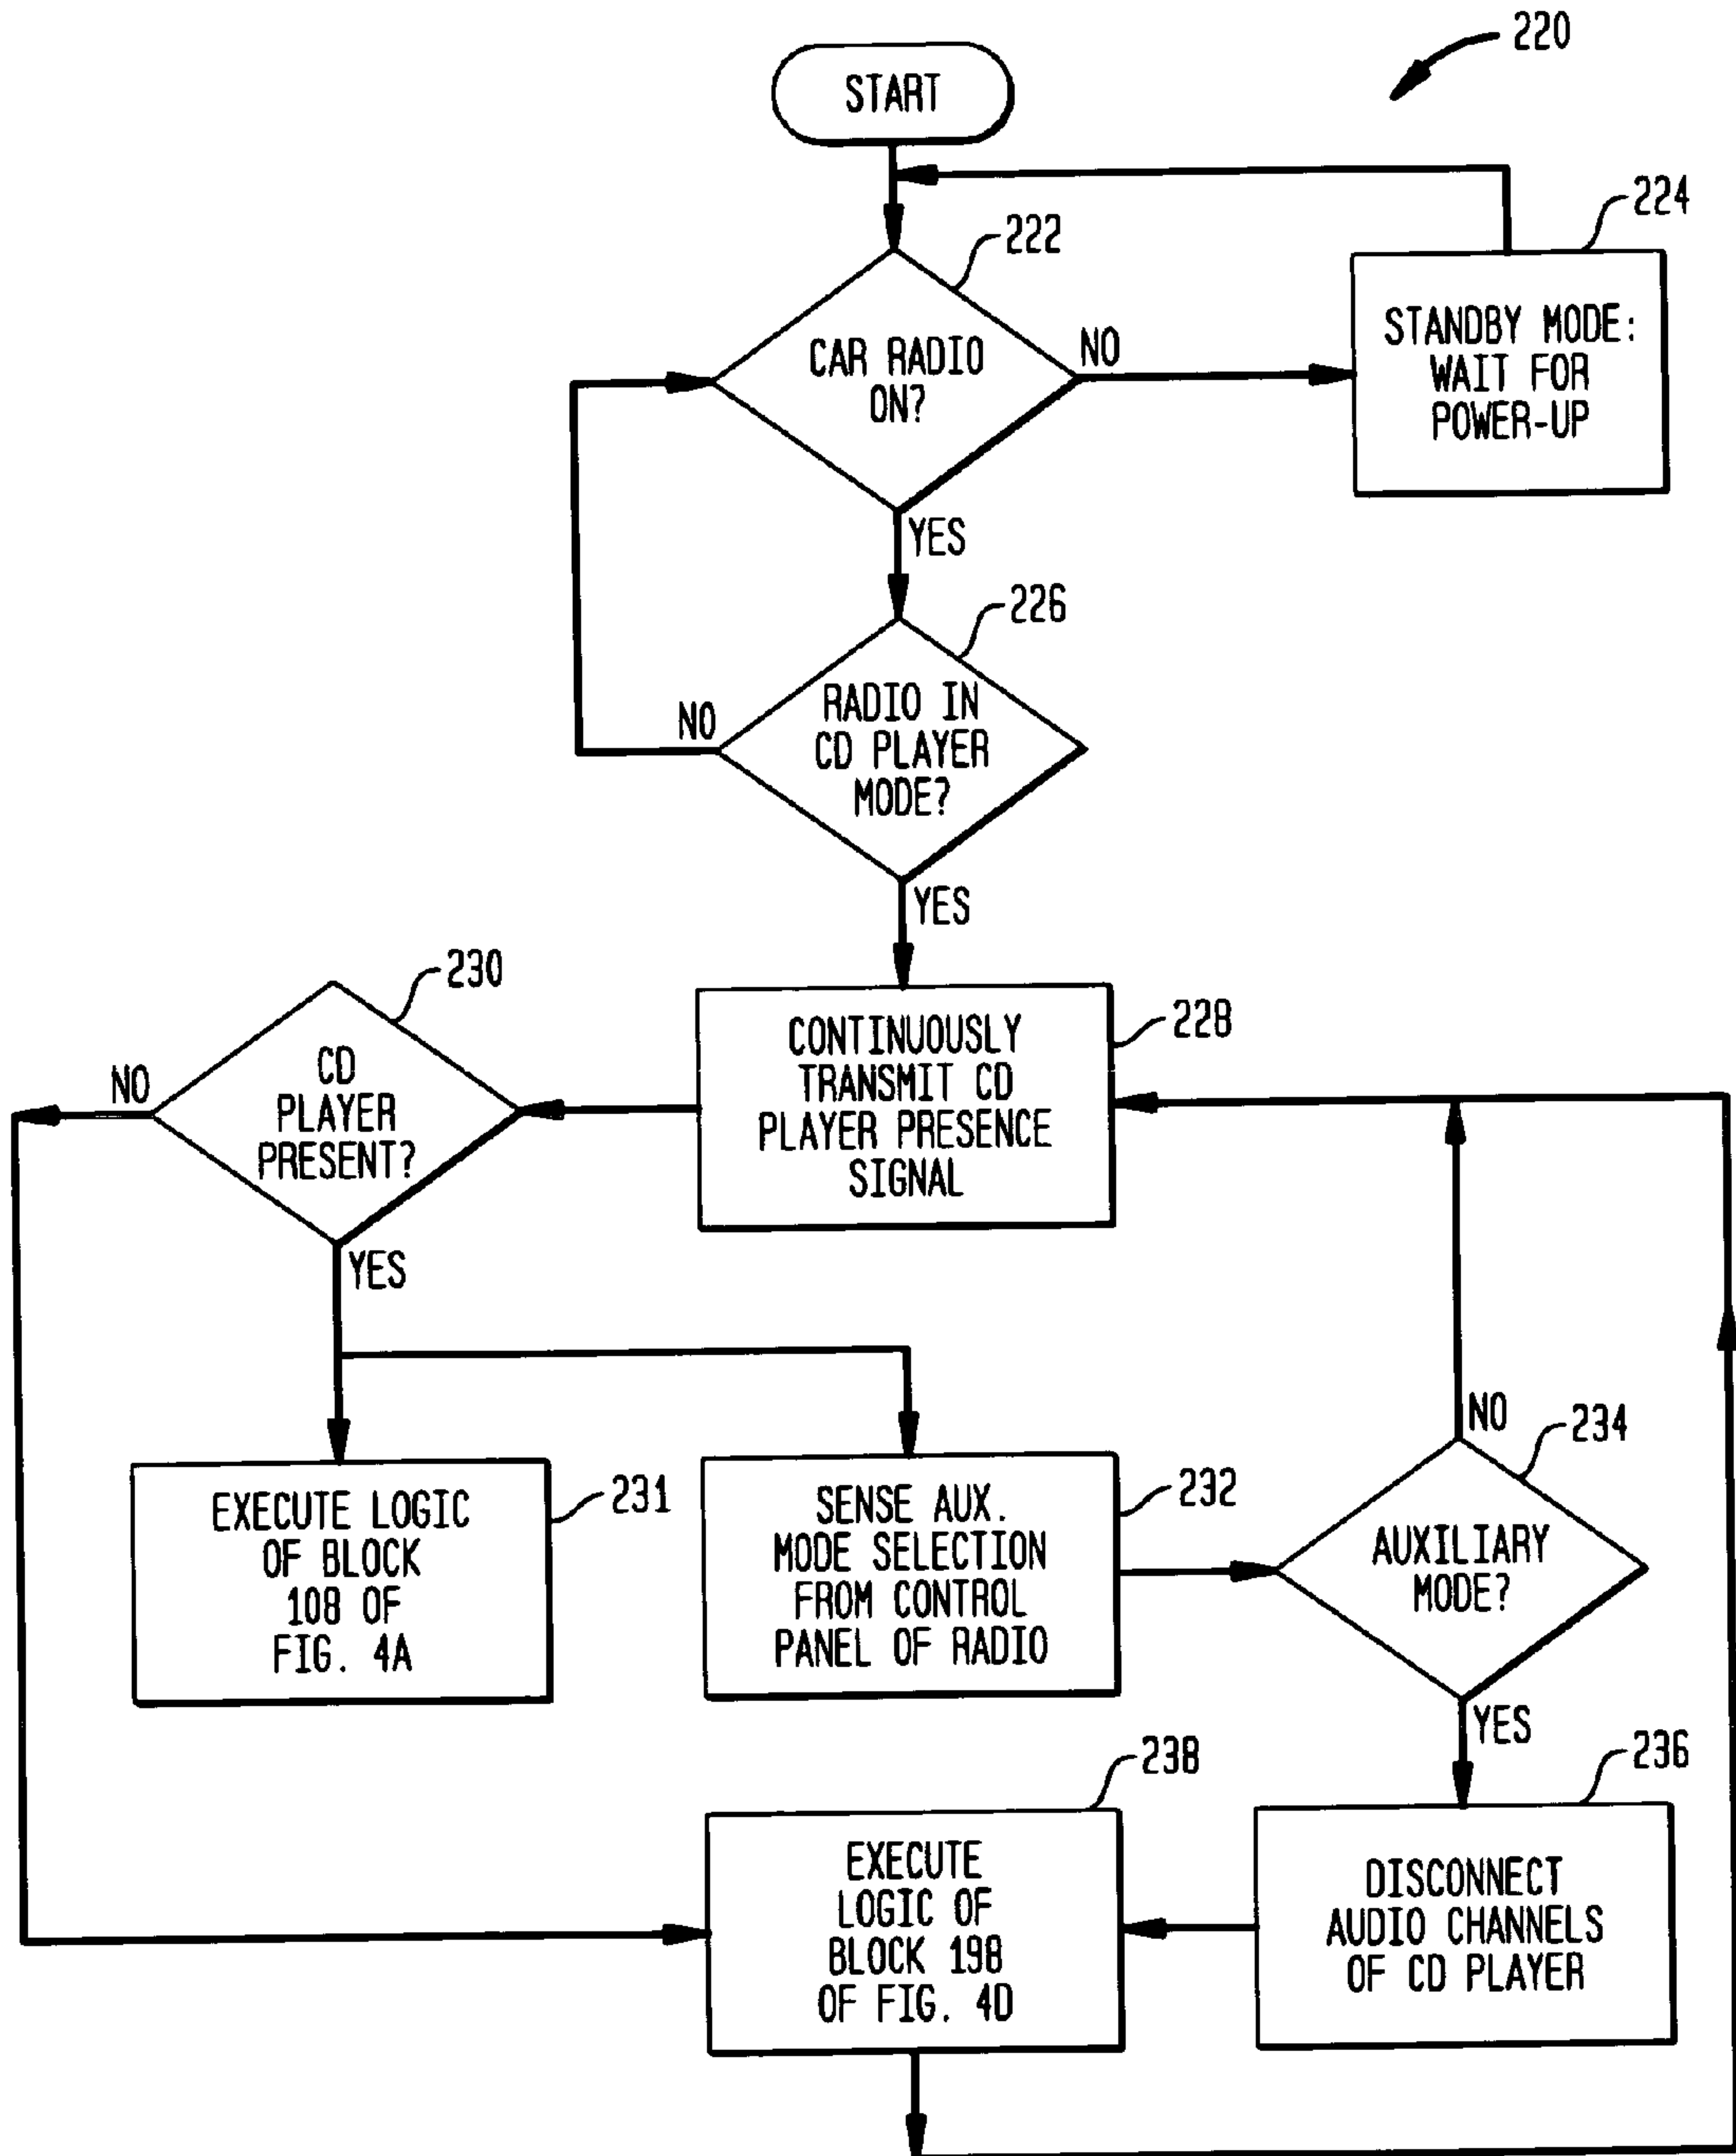 220
START
224
222
STANDBY MODE:
WAIT FOR
POWER-UP
CAR RADIO
ON?
NO
YES
226
RADIO IN
CD PLAYER
MODE?
NO
YES
230
228
CONTINUOUSLY
TRANSMIT CD
PLAYER PRESENCE
SIGNAL
CD
PLAYER
PRESENT?
NO
YES
231
EXECUTE LOGIC
OF BLOCK
108 OF
FIG. 4A
232
SENSE AUX.
MODE SELECTION
FROM CONTROL
PANEL OF RADIO
NO
234
AUXILIARY
MODE?
YES
238
236
EXECUTE
LOGIC OF
BLOCK 198
OF FIG. 4D
DISCONNECT
AUDIO CHANNELS
OF CD PLAYER